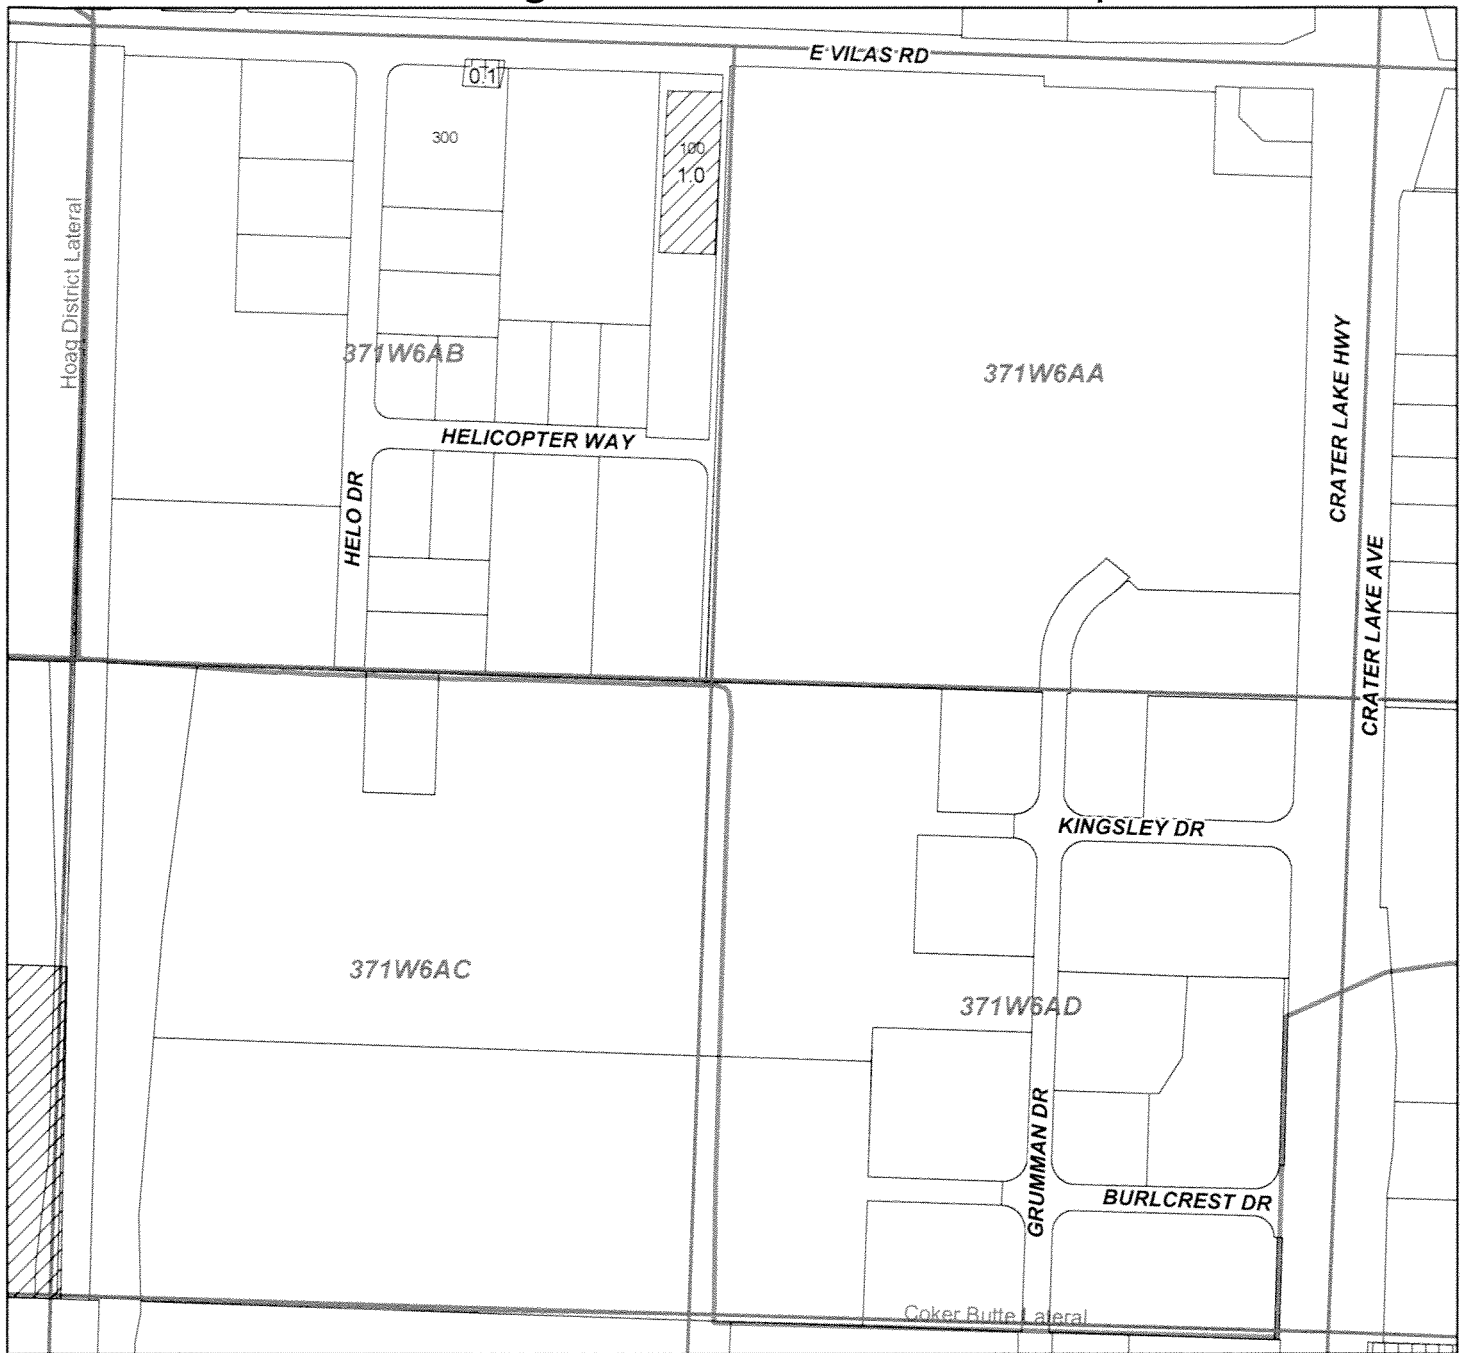 E VILAS RD
0.1
300
100
1.0
Hoag District Lateral
371W6AB
371W6AA
CRATER LAKE HWY
HELICOPTER WAY
HELO DR
CRATER LAKE AVE
KINGSLEY DR
371W6AC
371W6AD
GRUMMAN DR
BURLCREST DR
Coker Butte Lateral